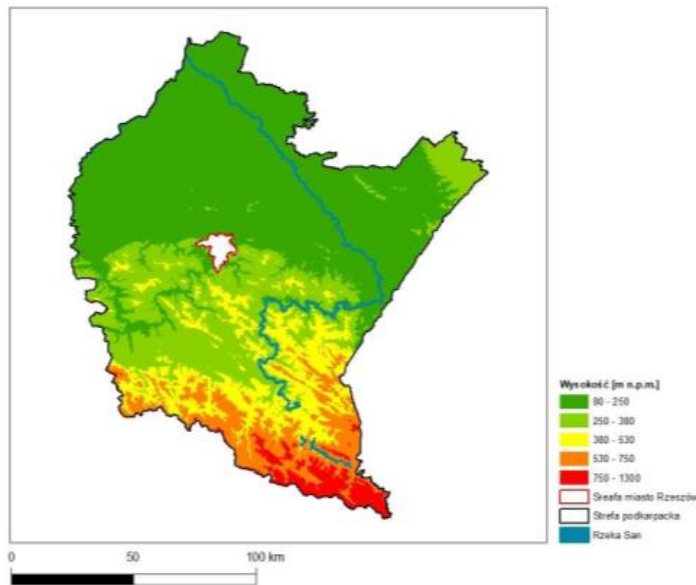 Wysokość [m n.p.m.]
80 - 250
250 - 380
380 - 530
530 - 750
750 - 1300
Sreafa miasto Rzeszów
Strefa podkarpacka
Rzeka San
0 50 100 km